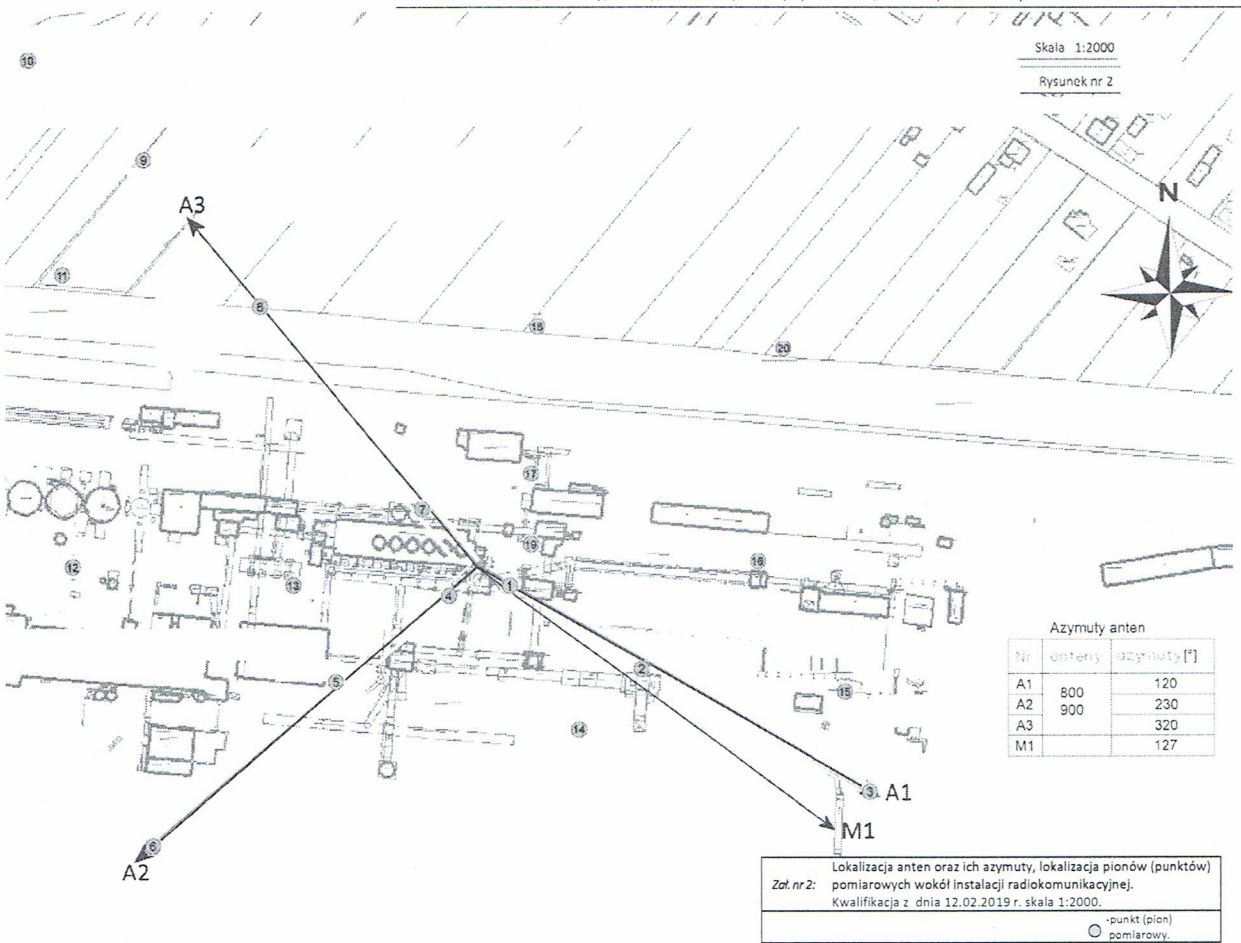 Skala 1:2000
Rysunek nr 2
10
9
A3
N
11
8
18
20
17
7
19
16
12
13
1
4
2
5
15
14
3
A1
M1
6
A2
Azymuty anten
Nr anteny azymuty[°]
A1 800 900 120
A2 230
A3 320
M1 127
Zał. nr 2: Lokalizacja anten oraz ich azymuty, lokalizacja pionów (punktów)
pomiarowych wokół instalacji radiokomunikacyjnej.
Kwalifikacja z dnia 12.02.2019 r. skala 1:2000.
-punkt (pion)
pomiarowy.